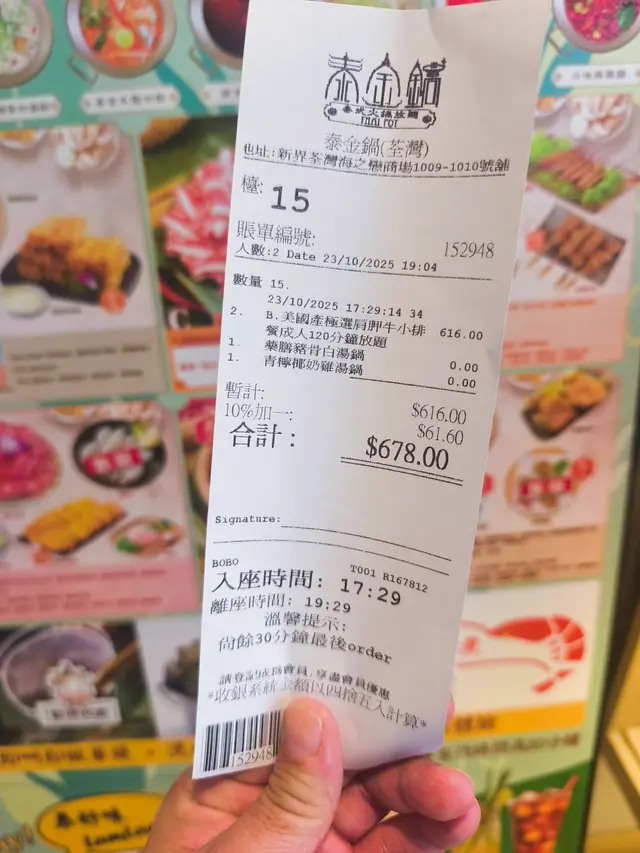 泰金鍋
泰式火鍋放題
THAI POT
泰金鍋(荃灣)
地址:新界荃灣海之戀商場1009-1010號舖
檯: 15
賬單編號: 152948
人數:2 Date 23/10/2025 19:04
數量 15.
23/10/2025 17:29:14 34
2. B.美國產極選肩胛牛小排 616.00
餐成人120分鐘放題
1. 藥膳豬骨白湯鍋 0.00
1. 青檸椰奶雞湯鍋 0.00
暫計: $616.00
10%加一: $61.60
合計: $678.00
Signature:
BOBO T001 R167812
入座時間: 17:29
離座時間: 19:29
溫馨提示:
尚餘30分鐘最後order
請登記成為會員,享盡會員優惠
*收銀系統金額以四捨五入計算*
152948
泰好味